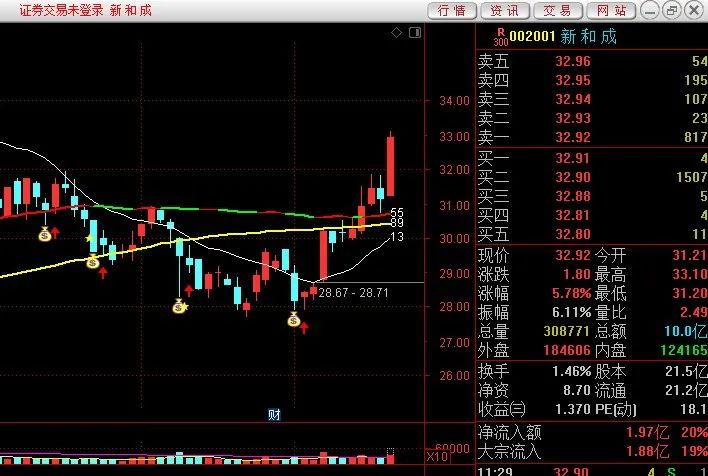 证券交易未登录 新和成 行情 资讯 交易 网站
R 300 002001 新和成
卖五 32.96 54
卖四 32.95 195
卖三 32.94 107
卖二 32.93 23
卖一 32.92 817
买一 32.91 4
买二 32.90 1507
买三 32.88 5
买四 32.81 4
买五 32.80 11
现价 32.92 今开 31.21
涨跌 1.80 最高 33.10
涨幅 5.78% 最低 31.20
振幅 6.11% 量比 2.49
总量 308771 总额 10.0亿
外盘 184606 内盘 124165
换手 1.46% 股本 21.5亿
净资 8.70 流通 21.2亿
收益㈢ 1.370 PE(动) 18.1
净流入额 1.97亿 20%
大宗流入 1.88亿 19%
11:29 32.90 4 S 1
34.00
33.00
32.00
31.00
30.00
29.00
28.00
27.00
26.00
55
89
13
28.67 - 28.71
财
60000
X10